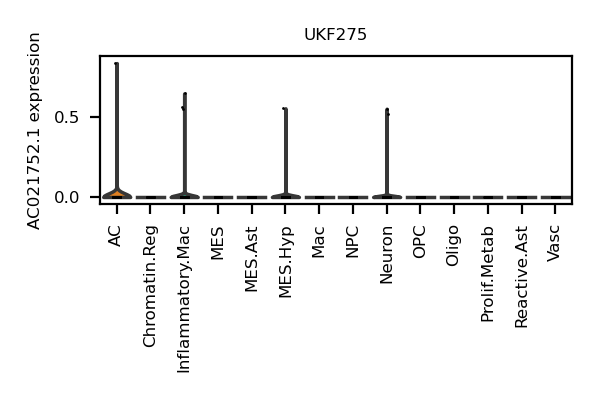 UKF275
AC021752.1 expression
0.5
0.0
AC
Chromatin.Reg
Inflammatory.Mac
MES
MES.Ast
MES.Hyp
Mac
NPC
Neuron
OPC
Oligo
Prolif.Metab
Reactive.Ast
Vasc